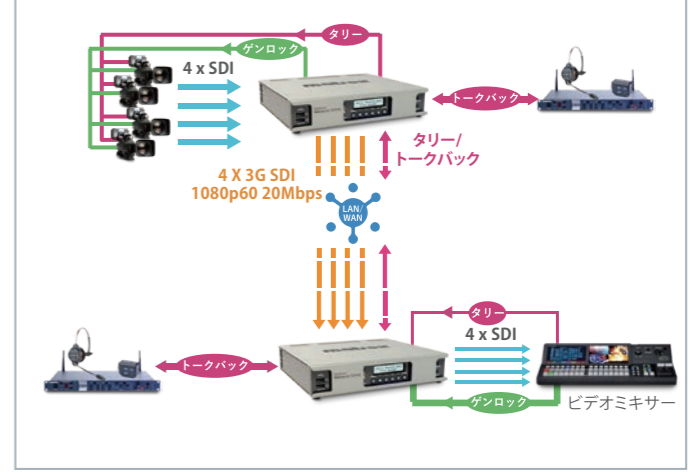 タリー
ゲンロック
4 x SDI
トークバック
タリー/
トークバック
4 X 3G SDI
1080p60 20Mbps
LAN/
WAN
タリー
4 x SDI
トークバック
ゲンロック
ビデオミキサー